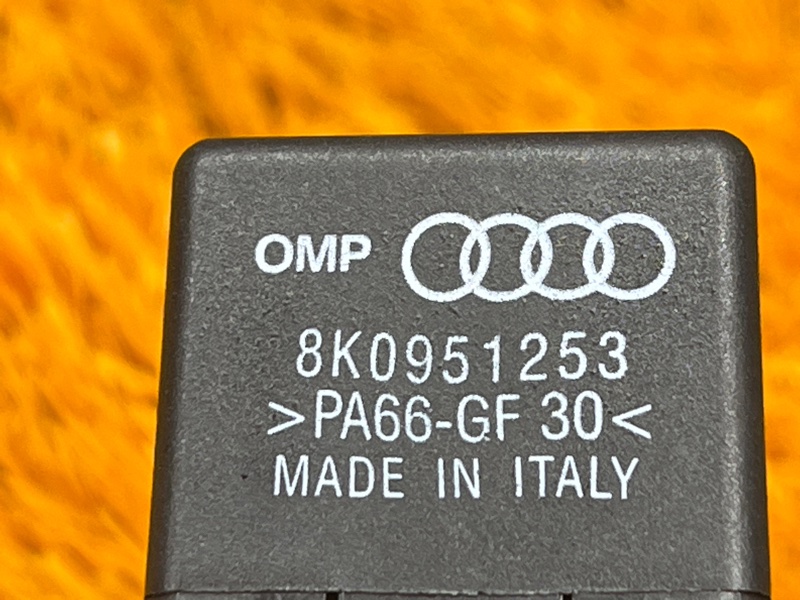 OMP
8K0951253
>PA66-GF 30<
MADE IN ITALY